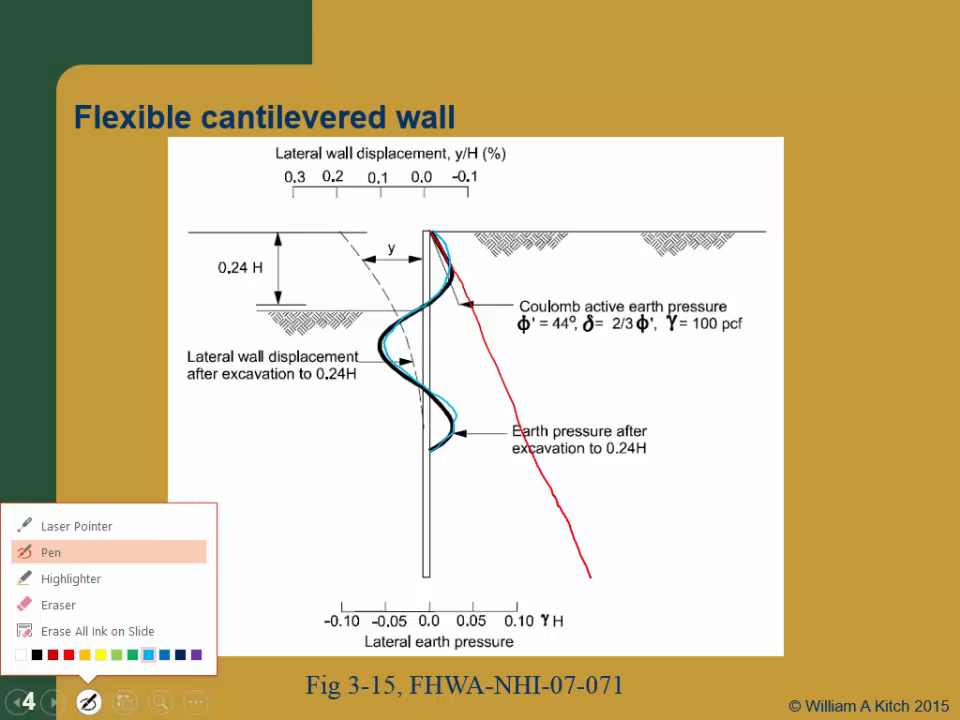 Flexible cantilevered wall
Lateral wall displacement, y/H (%)
0.3 0.2 0.1 0.0 -0.1
y
0.24 H
Coulomb active earth pressure
ϕ' = 44°, δ = 2/3 ϕ', γ = 100 pcf
Lateral wall displacement
after excavation to 0.24H
Earth pressure after
excavation to 0.24H
-0.10 -0.05 0.0 0.05 0.10 γ H
Lateral earth pressure
Fig 3-15, FHWA-NHI-07-071
Laser Pointer
Pen
Highlighter
Eraser
Erase All Ink on Slide
4
© William A Kitch 2015